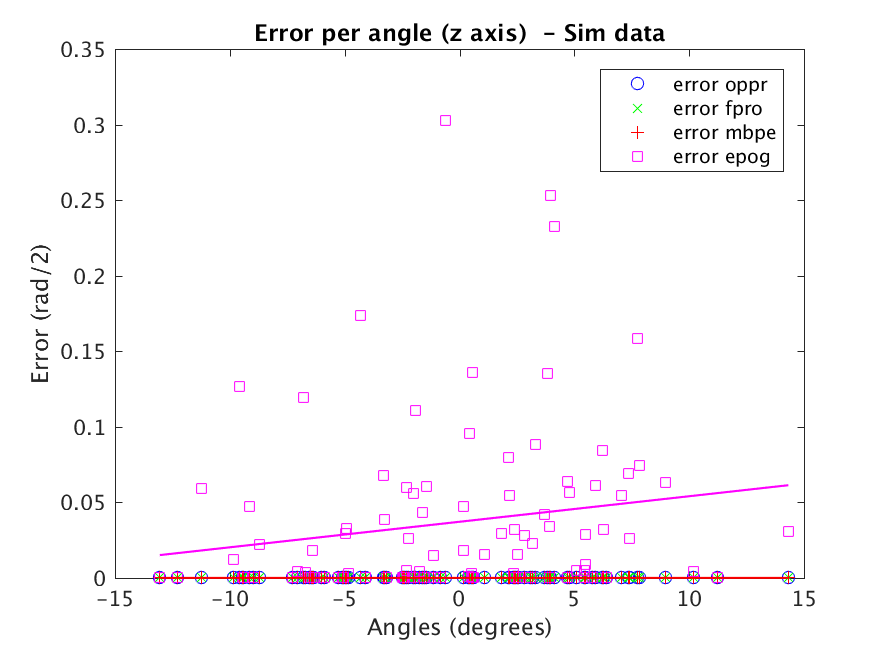 Error per angle (z axis) - Sim data
0.35
0.3
0.25
0.2
0.15
0.1
0.05
0
Error (rad/2)
error oppr
error fpro
error mbpe
error epog
-15 -10 -5 0 5 10 15
Angles (degrees)